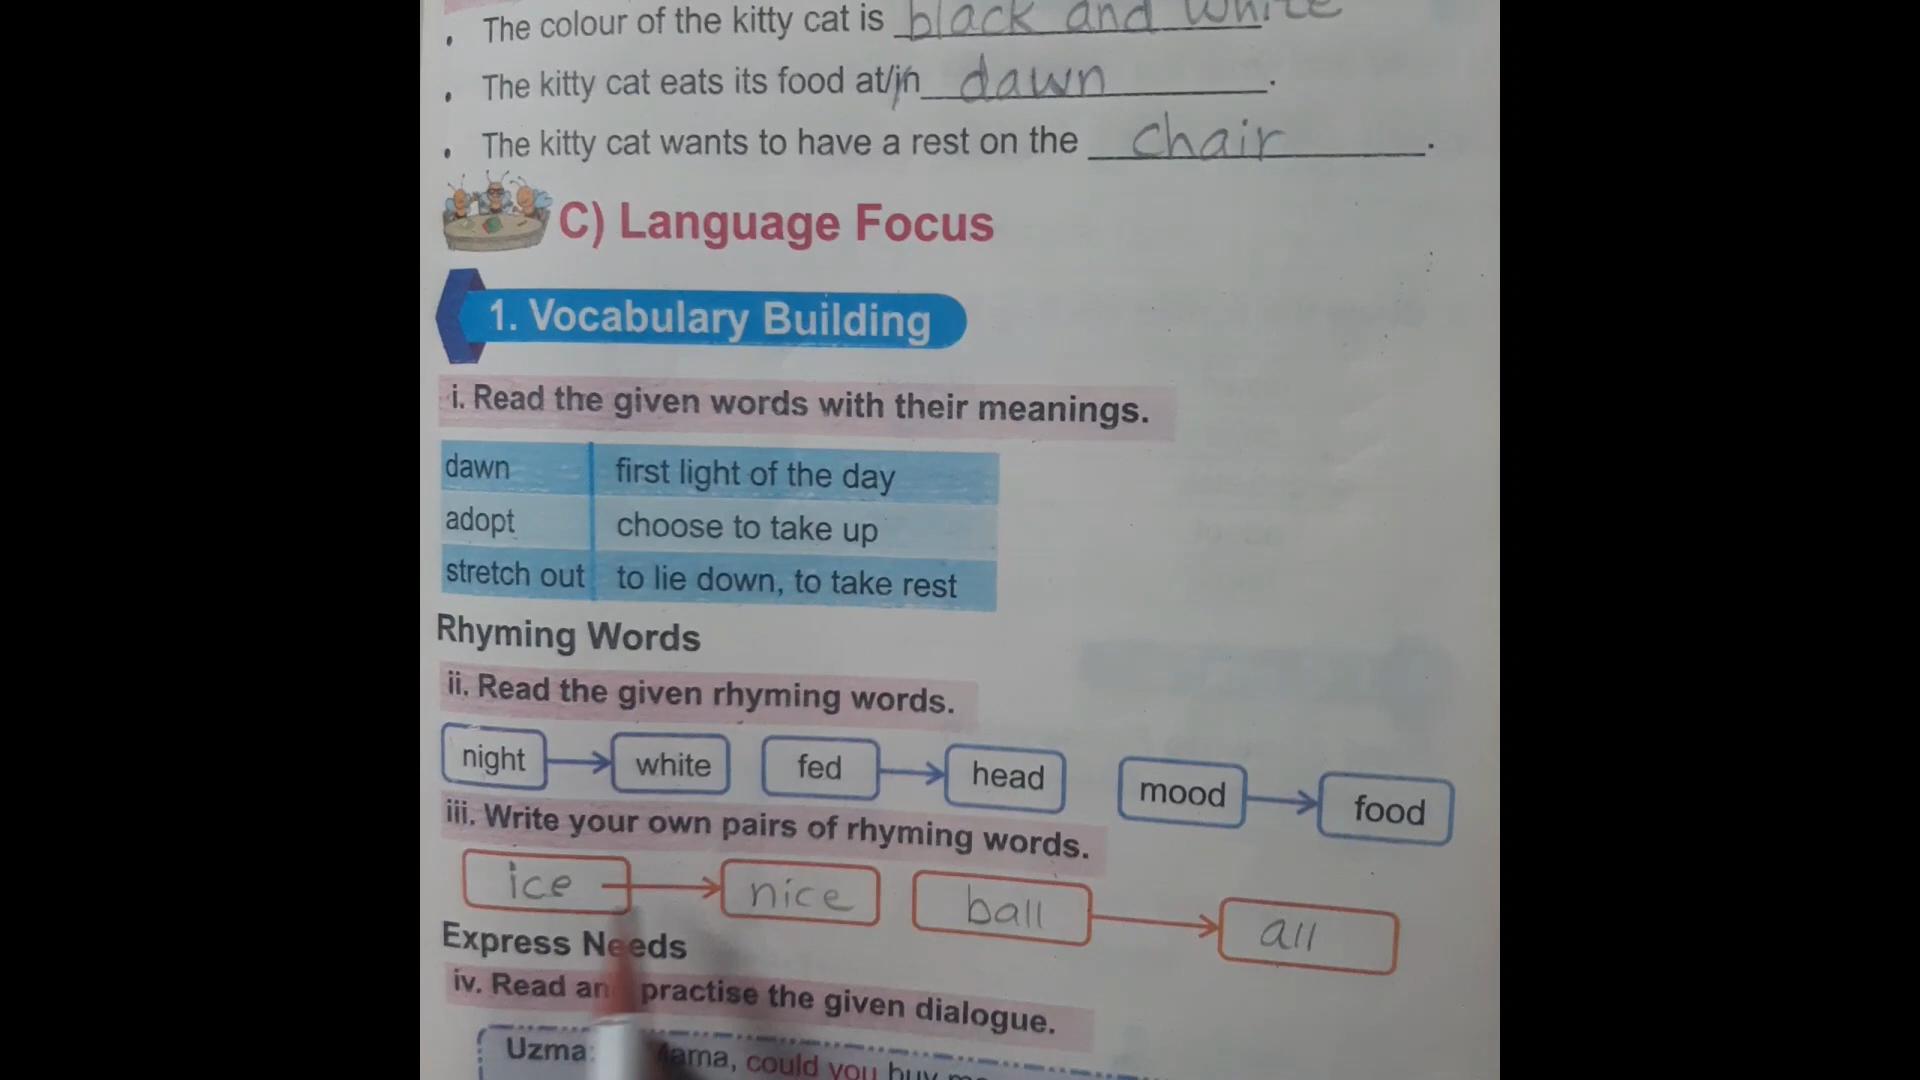 . The colour of the kitty cat is black and white
. The kitty cat eats its food at/in dawn.
. The kitty cat wants to have a rest on the chair.
C) Language Focus
1. Vocabulary Building
i. Read the given words with their meanings.
dawn first light of the day
adopt choose to take up
stretch out to lie down, to take rest
Rhyming Words
ii. Read the given rhyming words.
night white fed head mood food
iii. Write your own pairs of rhyming words.
ice nice ball all
Express Needs
iv. Read and practise the given dialogue.
Uzma: could you buy